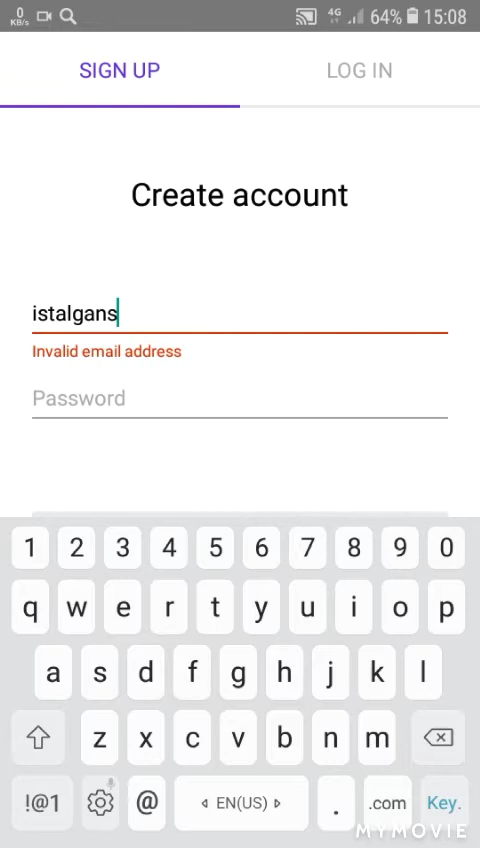 0
KB/s
4G
64%
15:08
SIGN UP
LOG IN
Create account
istalgans
Invalid email address
Password
1 2 3 4 5 6 7 8 9 0
q w e r t y u i o p
a s d f g h j k l
z x c v b n m
!@1 @ EN(US) . .com Key.
MYMOVIE